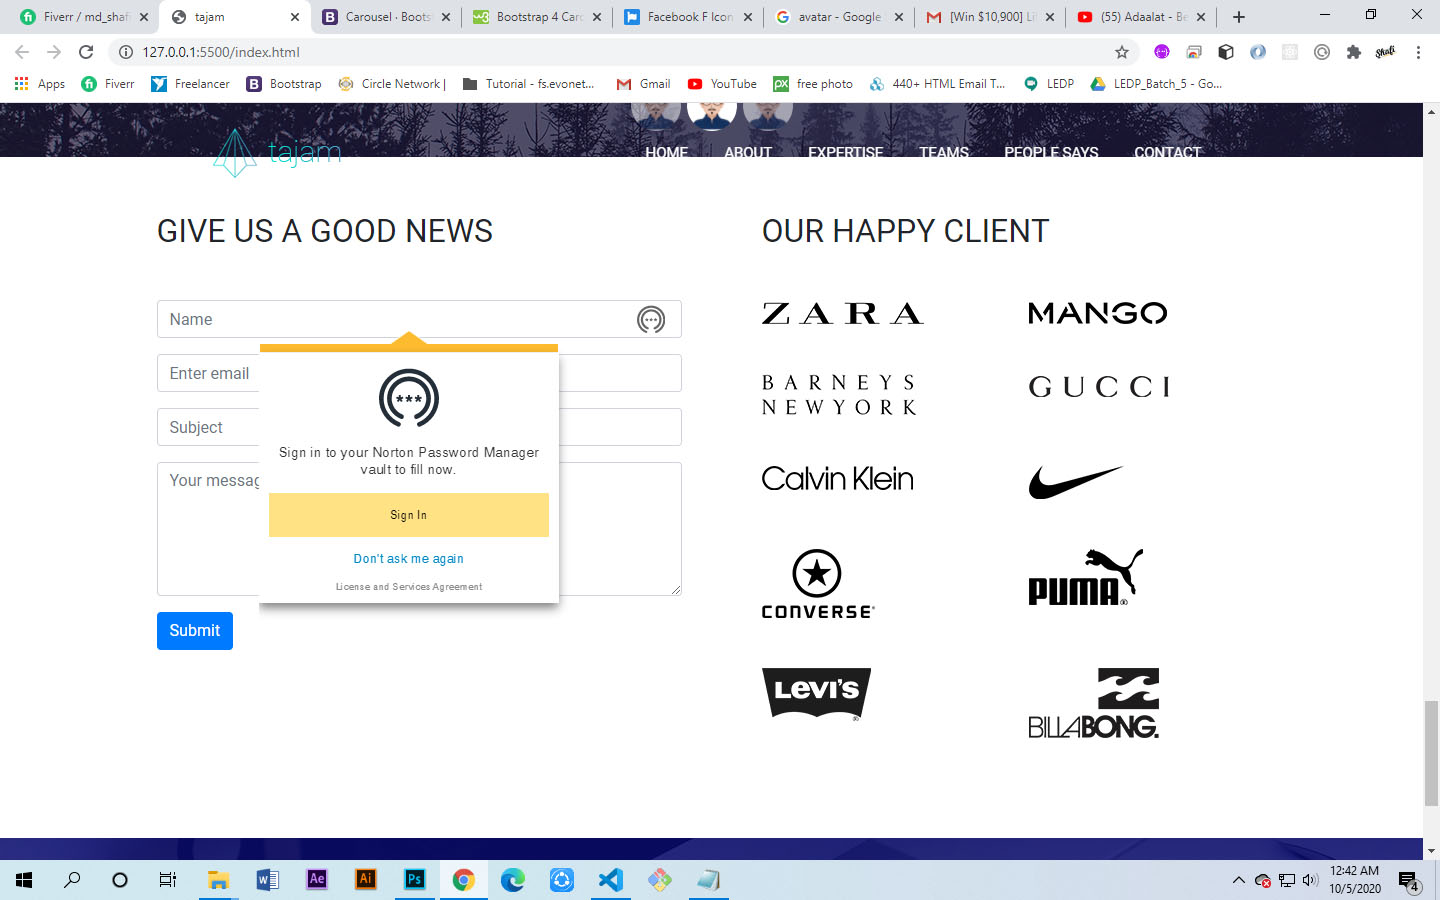 Fiverr / md_shaf
tajam
Carousel · Boots
Bootstrap 4 Caro
Facebook F Icon
avatar - Google
[Win $10,900] Li
(55) Adaalat - Be
127.0.0.1:5500/index.html
Shafi
Apps
Fiverr
Freelancer
Bootstrap
Circle Network |
Tutorial - fs.evonet...
Gmail
YouTube
free photo
440+ HTML Email T...
LEDP
LEDP_Batch_5 - Go...
tajam
HOME ABOUT EXPERTISE TEAMS PEOPLE SAYS CONTACT
GIVE US A GOOD NEWS
Name
Enter email
Subject
Your messag
Sign in to your Norton Password Manager
vault to fill now.
Sign In
Don't ask me again
License and Services Agreement
Submit
OUR HAPPY CLIENT
ZARA
MANGO
BARNEYS
NEWYORK
GUCCI
Calvin Klein
CONVERSE
PUMA
LEVI'S
BILLABONG.
12:42 AM
10/5/2020
4